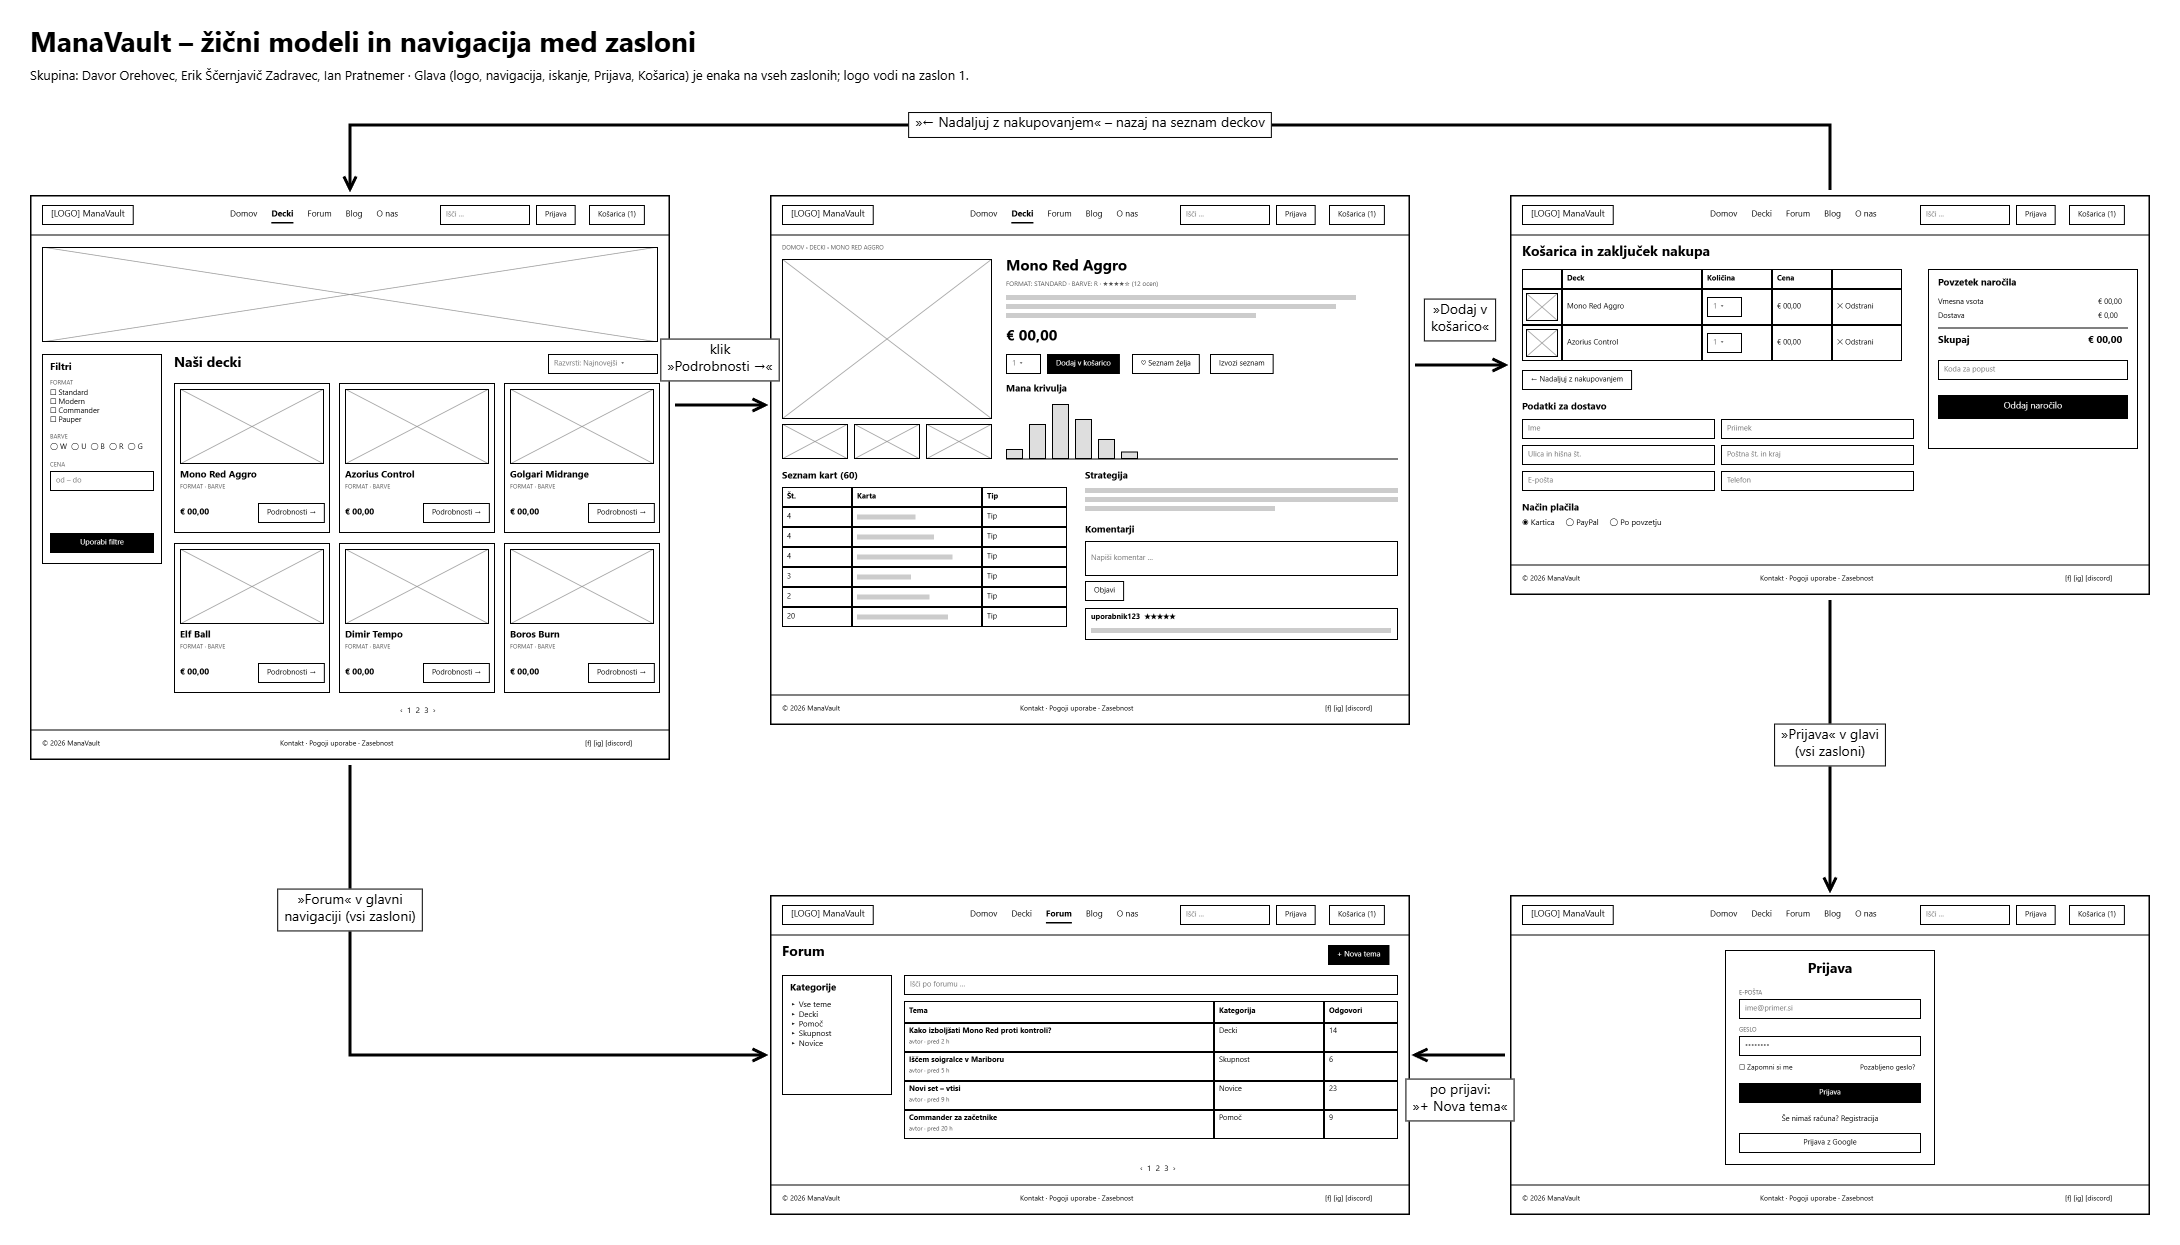 ManaVault – žični modeli in navigacija med zasloni
Skupina: Davor Orehovec, Erik Ščernjavič Zadravec, Ian Pratnemer · Glava (logo, navigacija, iskanje, Prijava, Košarica) je enaka na vseh zaslonih; logo vodi na zaslon 1.
»← Nadaljuj z nakupovanjem« – nazaj na seznam deckov
[LOGO] ManaVault Domov Decki Forum Blog O nas Išči ... Prijava Košarica (1)
Filtri
FORMAT
☐ Standard
☐ Modern
☐ Commander
☐ Pauper
BARVE
◯ W ◯ U ◯ B ◯ R ◯ G
CENA
od – do
Uporabi filtre
Naši decki
Razvrsti: Najnovejši ▾
Mono Red Aggro
FORMAT · BARVE
€ 00,00 Podrobnosti →
Azorius Control
FORMAT · BARVE
€ 00,00 Podrobnosti →
Golgari Midrange
FORMAT · BARVE
€ 00,00 Podrobnosti →
Elf Ball
FORMAT · BARVE
€ 00,00 Podrobnosti →
Dimir Tempo
FORMAT · BARVE
€ 00,00 Podrobnosti →
Boros Burn
FORMAT · BARVE
€ 00,00 Podrobnosti →
‹ 1 2 3 ›
© 2026 ManaVault Kontakt · Pogoji uporabe · Zasebnost [f] [ig] [discord]
klik
»Podrobnosti →«
[LOGO] ManaVault Domov Decki Forum Blog O nas Išči ... Prijava Košarica (1)
DOMOV › DECKI › MONO RED AGGRO
Mono Red Aggro
FORMAT: STANDARD · BARVE: R · ★★★★☆ (12 ocen)
€ 00,00
1 ▾ Dodaj v košarico ♡ Seznam želja Izvozi seznam
Mana krivulja
Seznam kart (60)
Št. Karta Tip
4 Tip
4 Tip
4 Tip
3 Tip
2 Tip
20 Tip
Strategija
Komentarji
Napiši komentar ...
Objavi
uporabnik123 ★★★★★
© 2026 ManaVault Kontakt · Pogoji uporabe · Zasebnost [f] [ig] [discord]
»Dodaj v
košarico«
[LOGO] ManaVault Domov Decki Forum Blog O nas Išči ... Prijava Košarica (1)
Košarica in zaključek nakupa
Deck Količina Cena
Mono Red Aggro 1 ▾ € 00,00 ✕ Odstrani
Azorius Control 1 ▾ € 00,00 ✕ Odstrani
← Nadaljuj z nakupovanjem
Podatki za dostavo
Ime Priimek
Ulica in hišna št. Poštna št. in kraj
E-pošta Telefon
Način plačila
◉ Kartica ◯ PayPal ◯ Po povzetju
Povzetek naročila
Vmesna vsota € 00,00
Dostava € 0,00
Skupaj € 00,00
Koda za popust
Oddaj naročilo
© 2026 ManaVault Kontakt · Pogoji uporabe · Zasebnost [f] [ig] [discord]
»Prijava« v glavi
(vsi zasloni)
»Forum« v glavni
navigaciji (vsi zasloni)
[LOGO] ManaVault Domov Decki Forum Blog O nas Išči ... Prijava Košarica (1)
Forum
+ Nova tema
Kategorije
▸ Vse teme
▸ Decki
▸ Pomoč
▸ Skupnost
▸ Novice
Išči po forumu ...
Tema Kategorija Odgovori
Kako izboljšati Mono Red proti kontroli? Decki 14
avtor · pred 2 h
Iščem soigralce v Mariboru Skupnost 6
avtor · pred 5 h
Novi set – vtisi Novice 23
avtor · pred 9 h
Commander za začetnike Pomoč 9
avtor · pred 20 h
‹ 1 2 3 ›
© 2026 ManaVault Kontakt · Pogoji uporabe · Zasebnost [f] [ig] [discord]
po prijavi:
»+ Nova tema«
[LOGO] ManaVault Domov Decki Forum Blog O nas Išči ... Prijava Košarica (1)
Prijava
E-POŠTA
ime@primer.si
GESLO
••••••••
☐ Zapomni si me Pozabljeno geslo?
Prijava
Še nimaš računa? Registracija
Prijava z Google
© 2026 ManaVault Kontakt · Pogoji uporabe · Zasebnost [f] [ig] [discord]